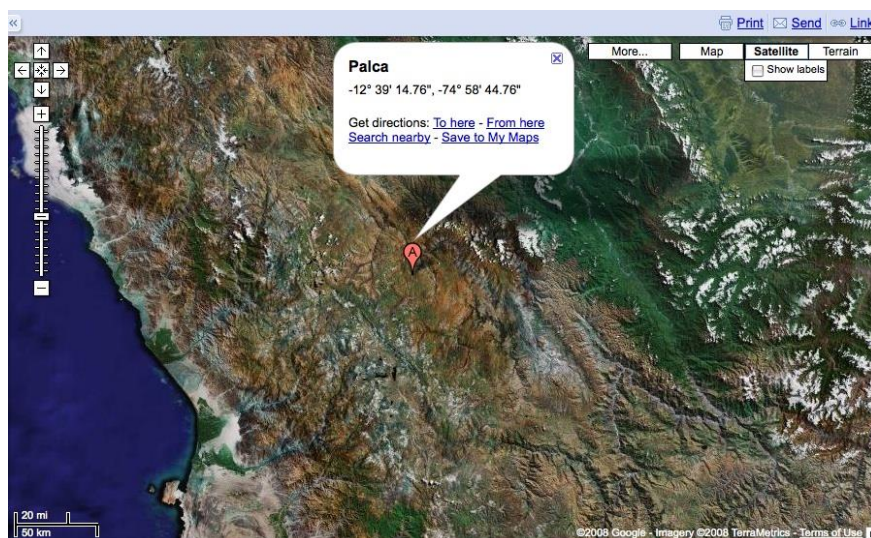 «
Print Send Link
Palca
-12° 39' 14.76", -74° 58' 44.76"
Get directions: To here - From here
Search nearby - Save to My Maps
More... Map Satellite Terrain
Show labels
A
20 mi
50 km
©2008 Google - Imagery ©2008 TerraMetrics - Terms of Use